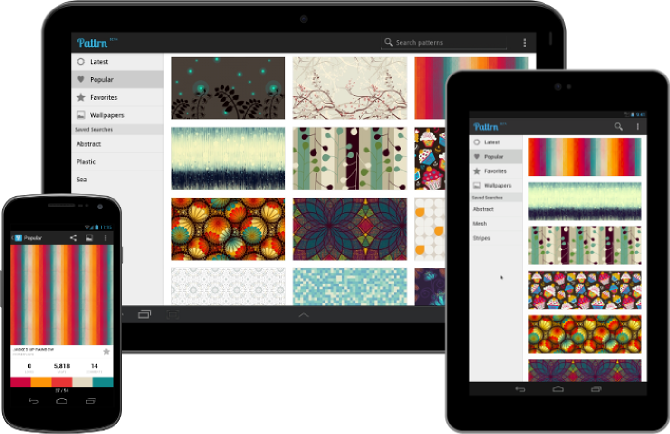 Pattrn
Search patterns
Latest
Popular
Favorites
Wallpapers
Saved Searches
Abstract
Plastic
Sea
Pattrn
Latest
Popular
Favorites
Wallpapers
Saved Searches
Abstract
Mesh
Stripes
Popular
0
5,818
14